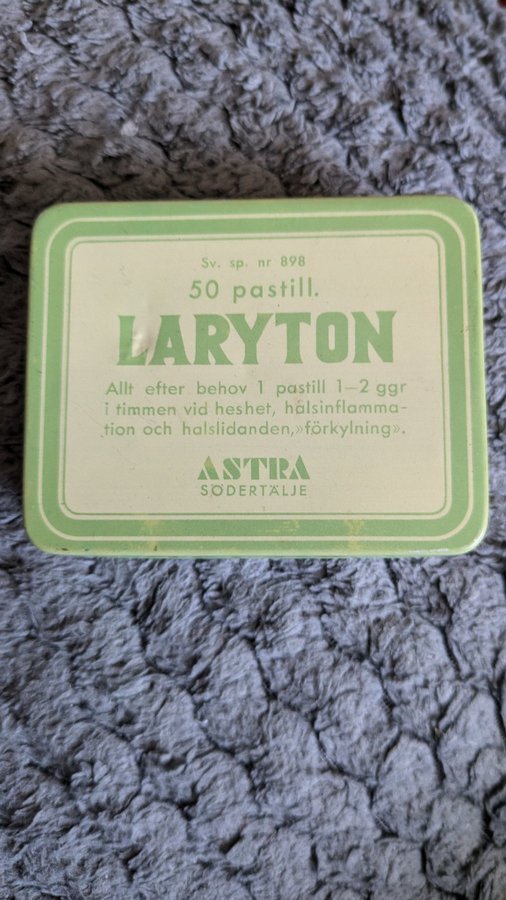 Sv. sp. nr 898
50 pastill.
LARYTON
Allt efter behov 1 pastill 1—2 ggr
i timmen vid heshet, halsinflamma-
tion och halslidanden,»förkylning».
ASTRA
SÖDERTÄLJE